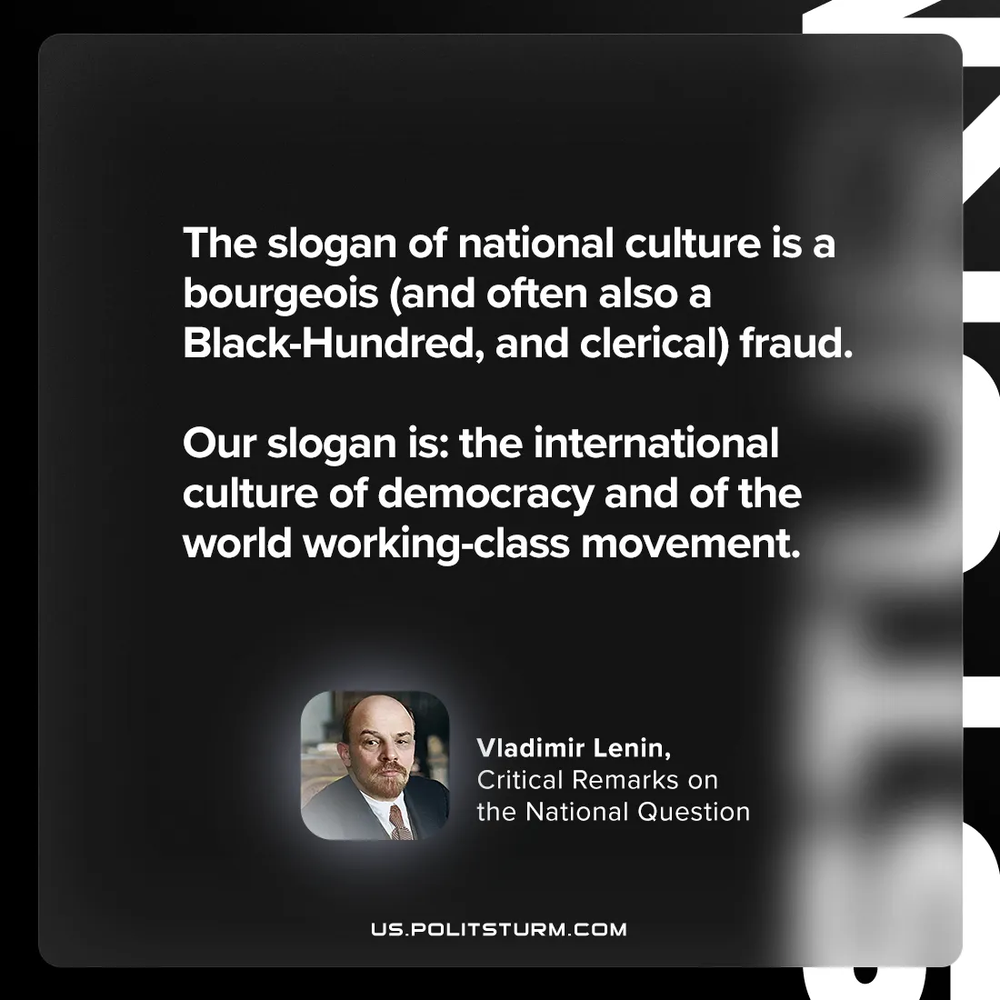 The slogan of national culture is a
bourgeois (and often also a
Black-Hundred, and clerical) fraud.
Our slogan is: the international
culture of democracy and of the
world working-class movement.
Vladimir Lenin,
Critical Remarks on
the National Question
US.POLITSTURM.COM